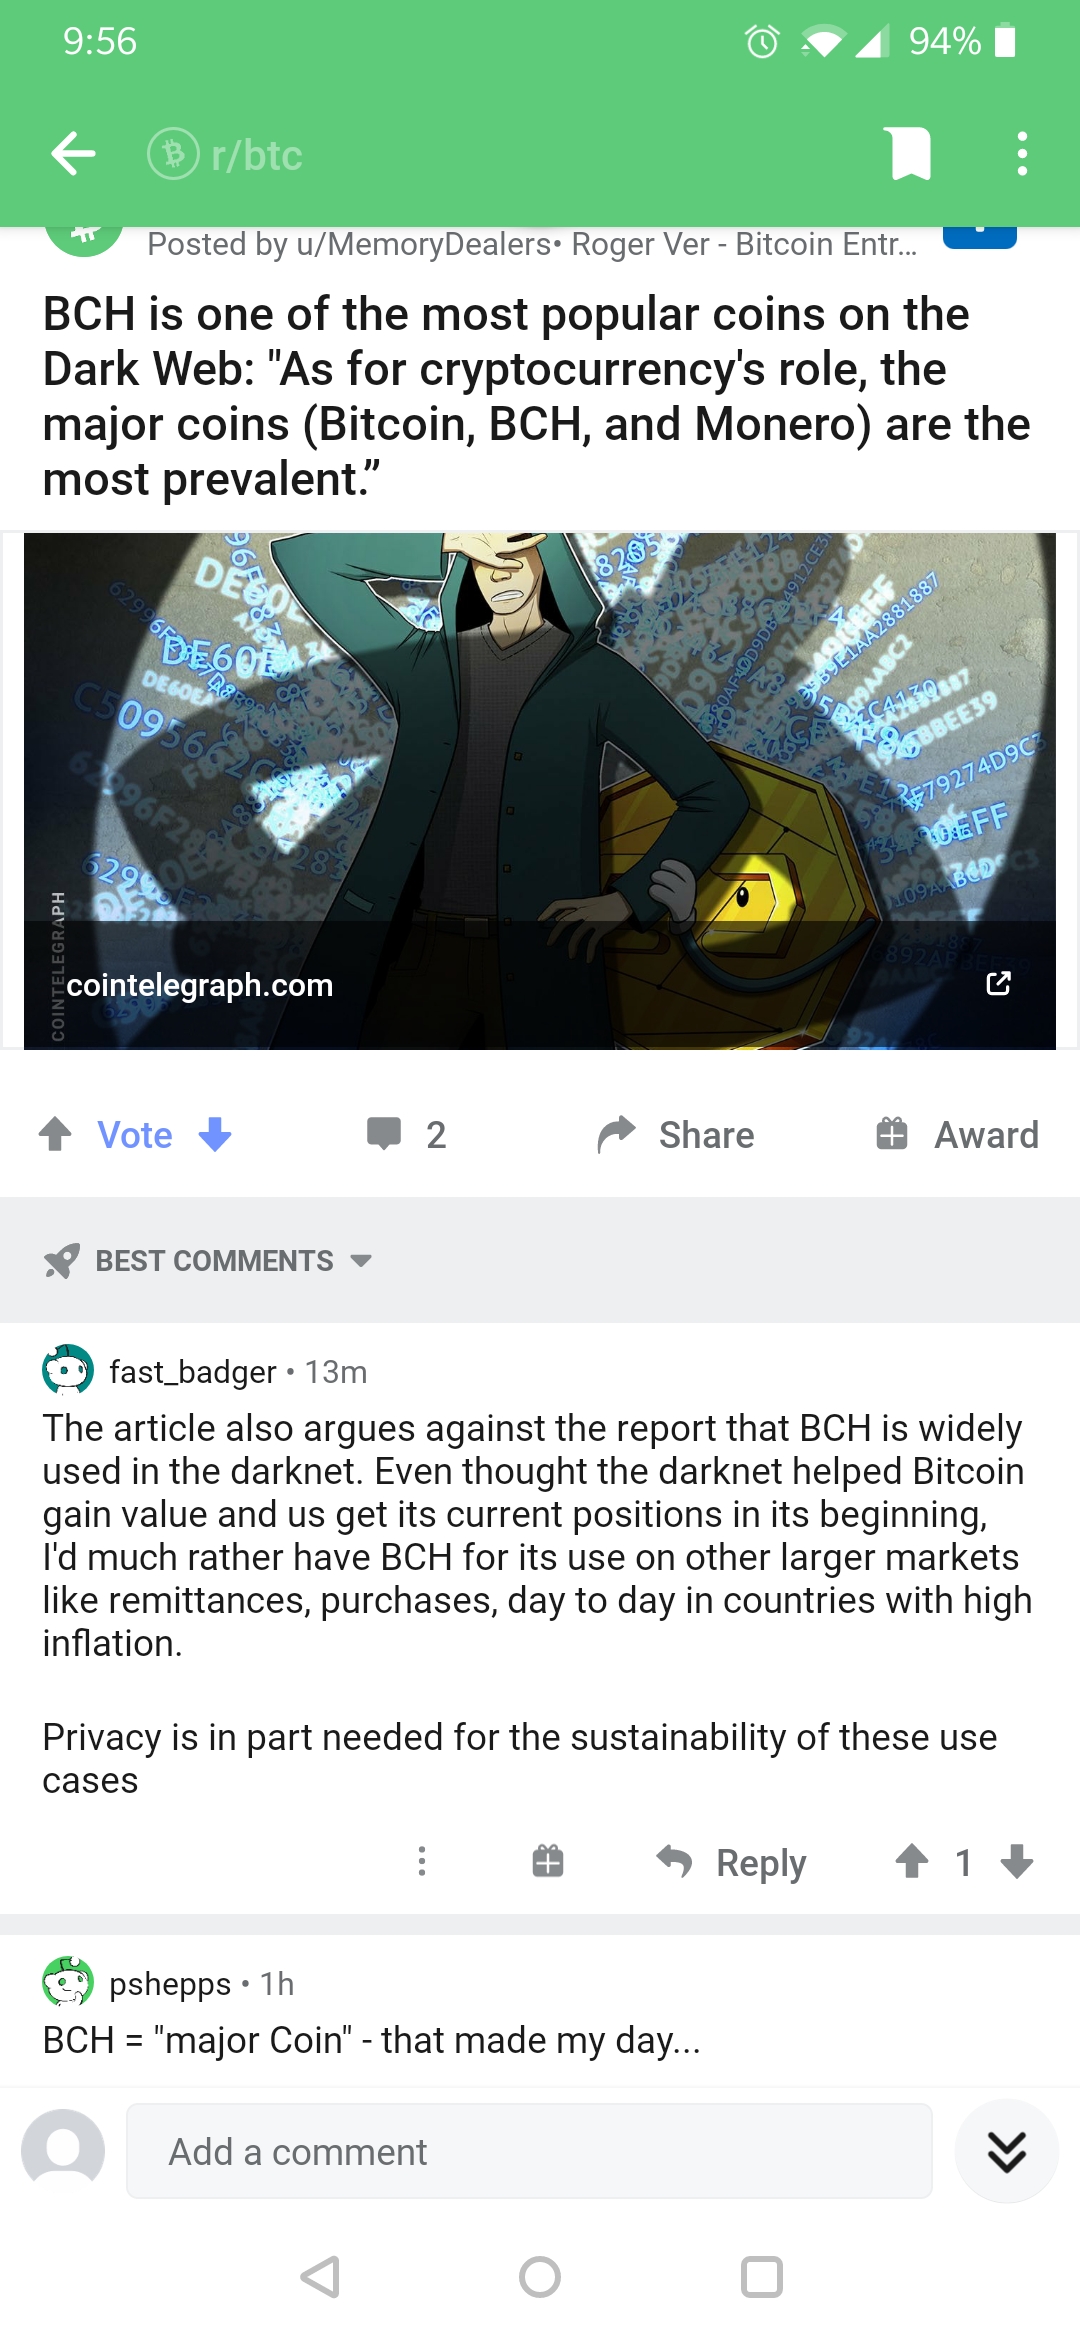 9:56
94%
r/btc
Posted by u/MemoryDealers• Roger Ver - Bitcoin Entr...
BCH is one of the most popular coins on the
Dark Web: "As for cryptocurrency's role, the
major coins (Bitcoin, BCH, and Monero) are the
most prevalent.”
DE60E
C50956
COINTELEGRAPH
cointelegraph.com
Vote
2
Share
Award
BEST COMMENTS
fast_badger • 13m
The article also argues against the report that BCH is widely
used in the darknet. Even thought the darknet helped Bitcoin
gain value and us get its current positions in its beginning,
I'd much rather have BCH for its use on other larger markets
like remittances, purchases, day to day in countries with high
inflation.
Privacy is in part needed for the sustainability of these use
cases
Reply
1
pshepps • 1h
BCH = "major Coin" - that made my day...
Add a comment